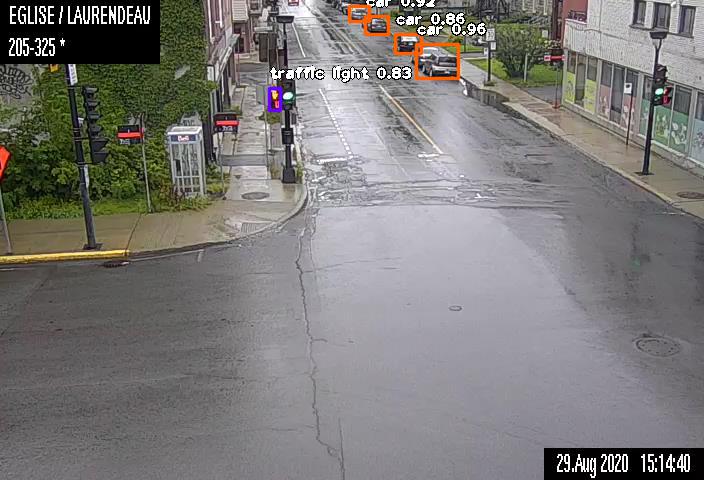 EGLISE / LAURENDEAU
205-325 *
car 0.92
car 0.86
car 0.96
traffic light 0.83
29.Aug 2020 15:14:40